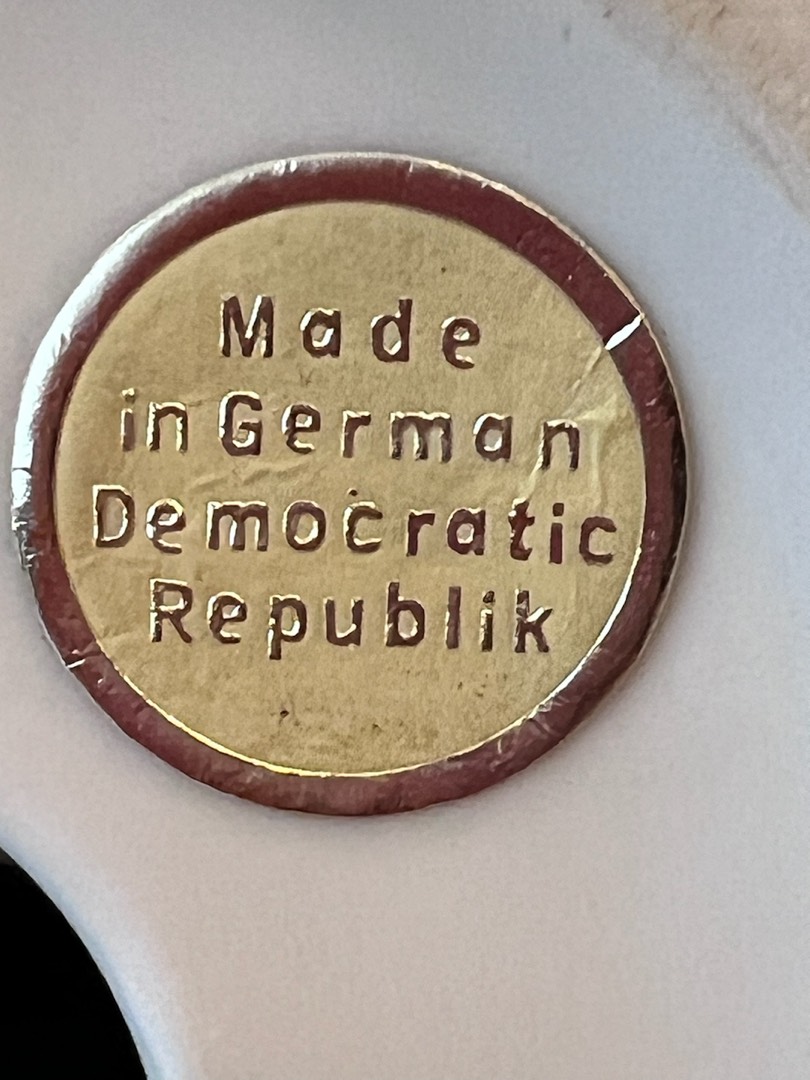 Made
in German
Democratic
Republik